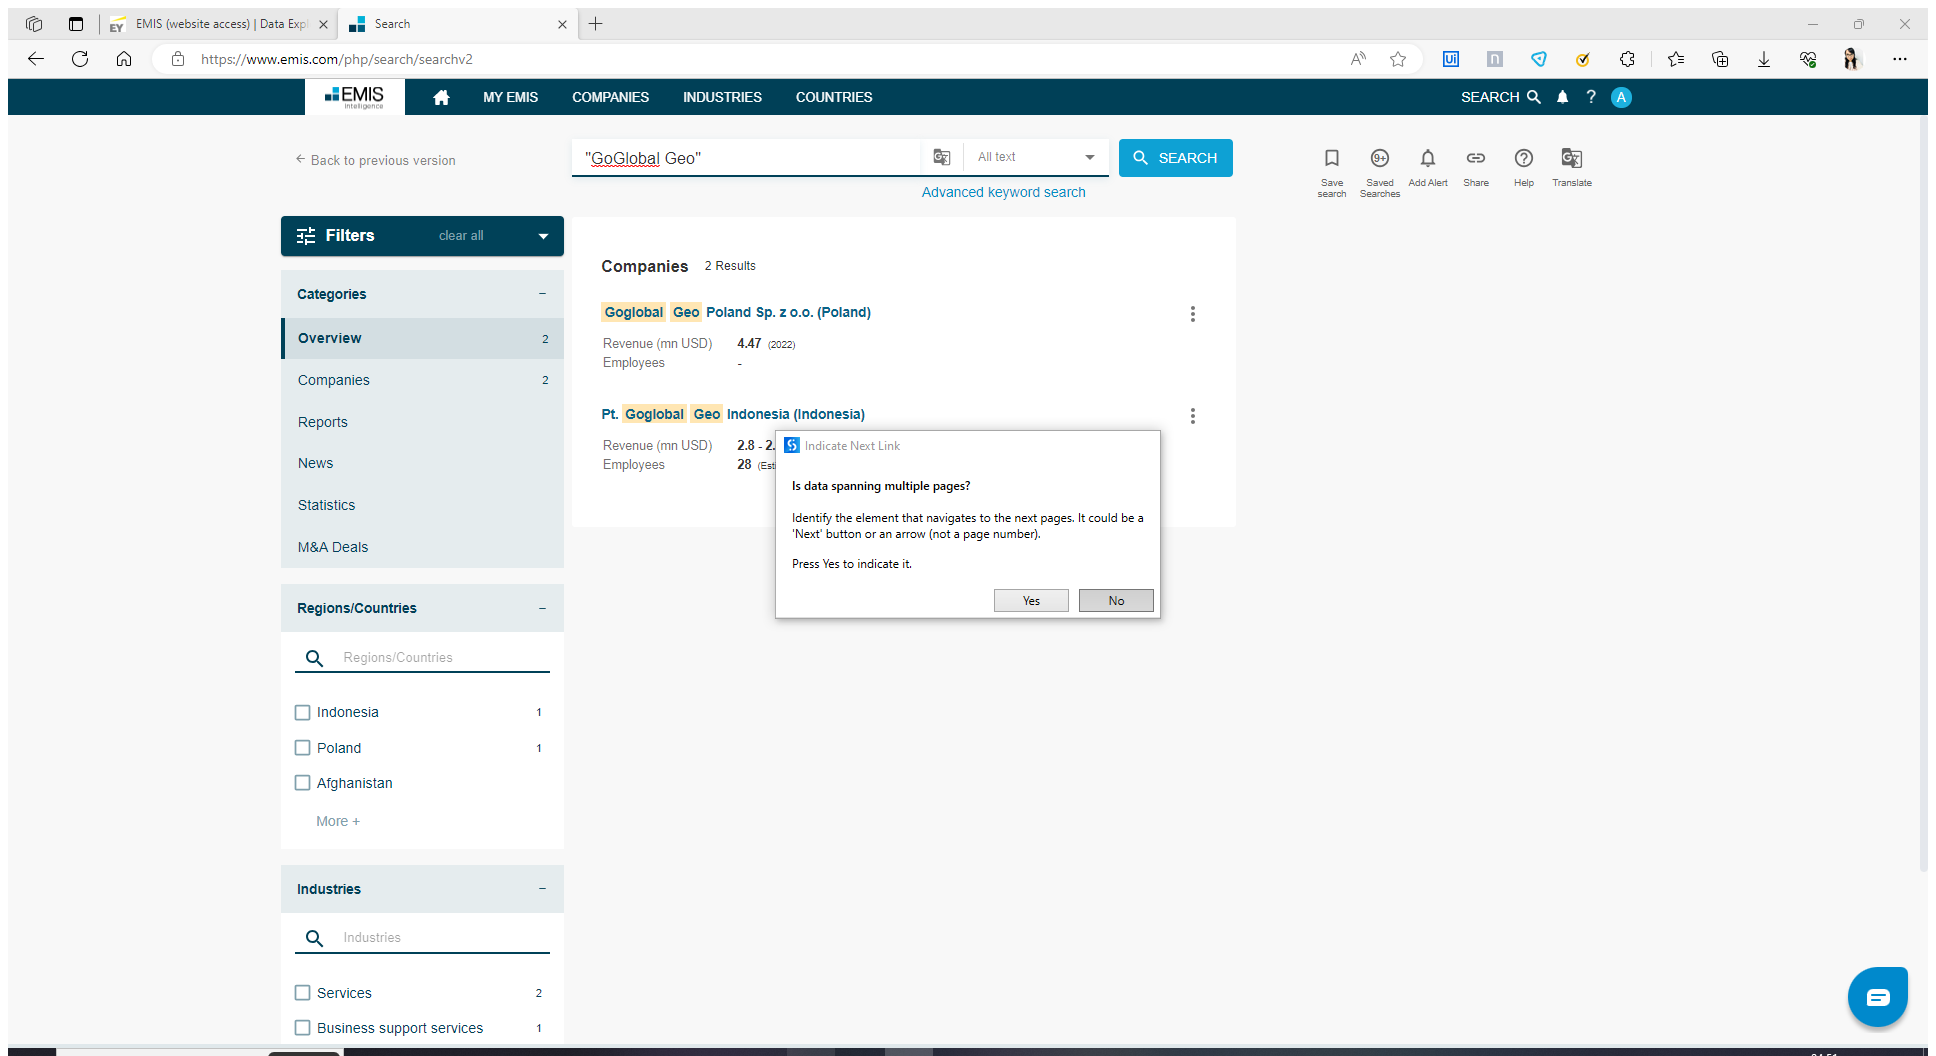 EMIS (website access) | Data Exp
Search
https://www.emis.com/php/search/searchv2
EMIS
Intelligence
MY EMIS
COMPANIES
INDUSTRIES
COUNTRIES
SEARCH
?
A
Back to previous version
"GoGlobal Geo"
All text
SEARCH
Advanced keyword search
Save search
9+
Saved Searches
Add Alert
Share
Help
Translate
Filters
clear all
Categories
Overview 2
Companies 2
Reports
News
Statistics
M&A Deals
Regions/Countries
Regions/Countries
Indonesia 1
Poland 1
Afghanistan
More +
Industries
Industries
Services 2
Business support services 1
Companies 2 Results
Goglobal Geo Poland Sp. z o.o. (Poland)
Revenue (mn USD) 4.47 (2022)
Employees -
Pt. Goglobal Geo Indonesia (Indonesia)
Revenue (mn USD) 2.8 - 2.
Employees 28 (Esti
Indicate Next Link
Is data spanning multiple pages?
Identify the element that navigates to the next pages. It could be a
'Next' button or an arrow (not a page number).
Press Yes to indicate it.
Yes
No